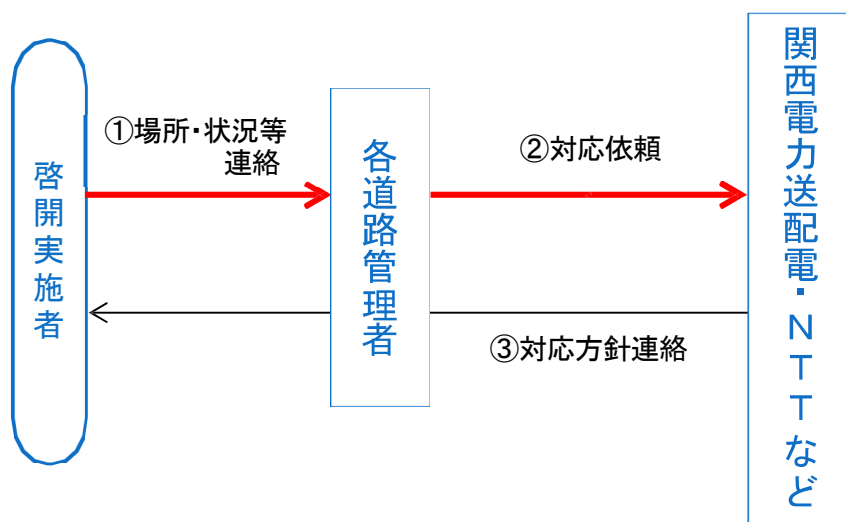 啓開実施者
①場所・状況等
連絡
各道路管理者
②対応依頼
③対応方針連絡
関西電力送配電・NTTなど